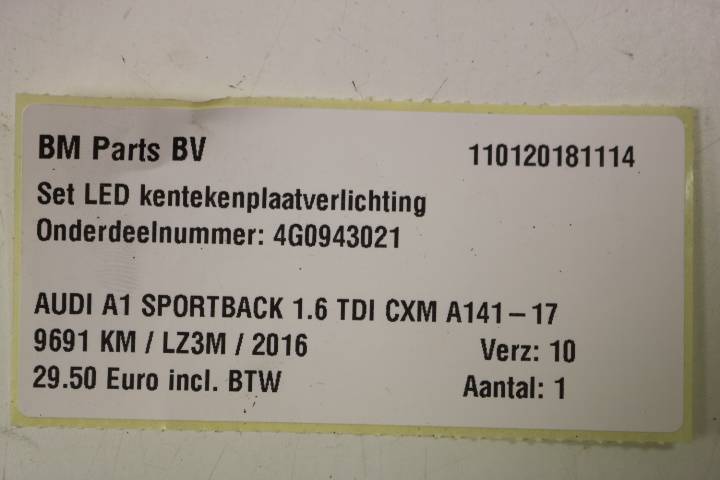 BM Parts BV 110120181114
Set LED kentekenplaatverlichting
Onderdeelnummer: 4G0943021
AUDI A1 SPORTBACK 1.6 TDI CXM A141-17
9691 KM / LZ3M / 2016 Verz: 10
29.50 Euro incl. BTW Aantal: 1